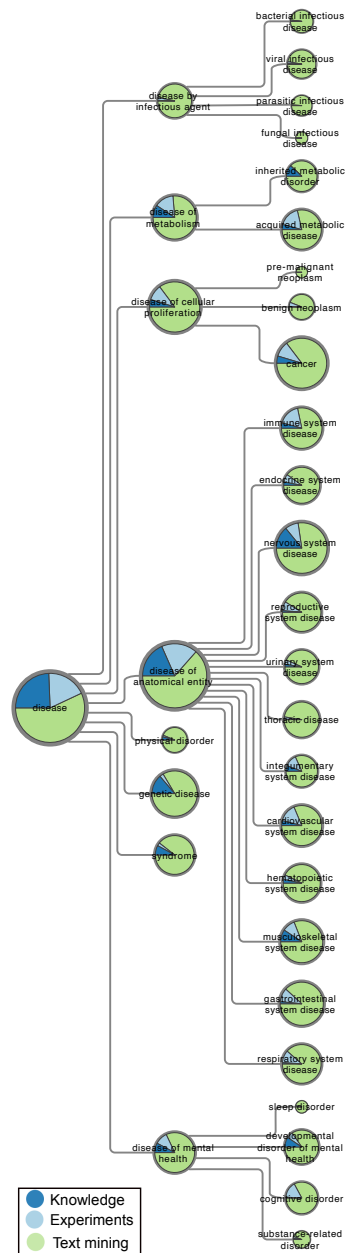 bacterial infectious
disease
viral infectious
disease
disease by
infectious agent
parasitic infectious
disease
fungal infectious
disease
inherited metabolic
disorder
disease of
metabolism
acquired metabolic
disease
pre-malignant
neoplasm
disease of cellular
proliferation
benign neoplasm
cancer
immune system
disease
endocrine system
disease
nervous system
disease
reproductive system
disease
disease of
anatomical entity
urinary system
disease
disease
thoracic disease
physical disorder
integumentary
system disease
genetic disease
cardiovascular
system disease
syndrome
hematopoietic
system disease
musculoskeletal
system disease
gastrointestinal
system disease
respiratory system
disease
sleep disorder
disease of mental
health
developmental
disorder of mental
health
cognitive disorder
substance-related
disorder
Knowledge
Experiments
Text mining